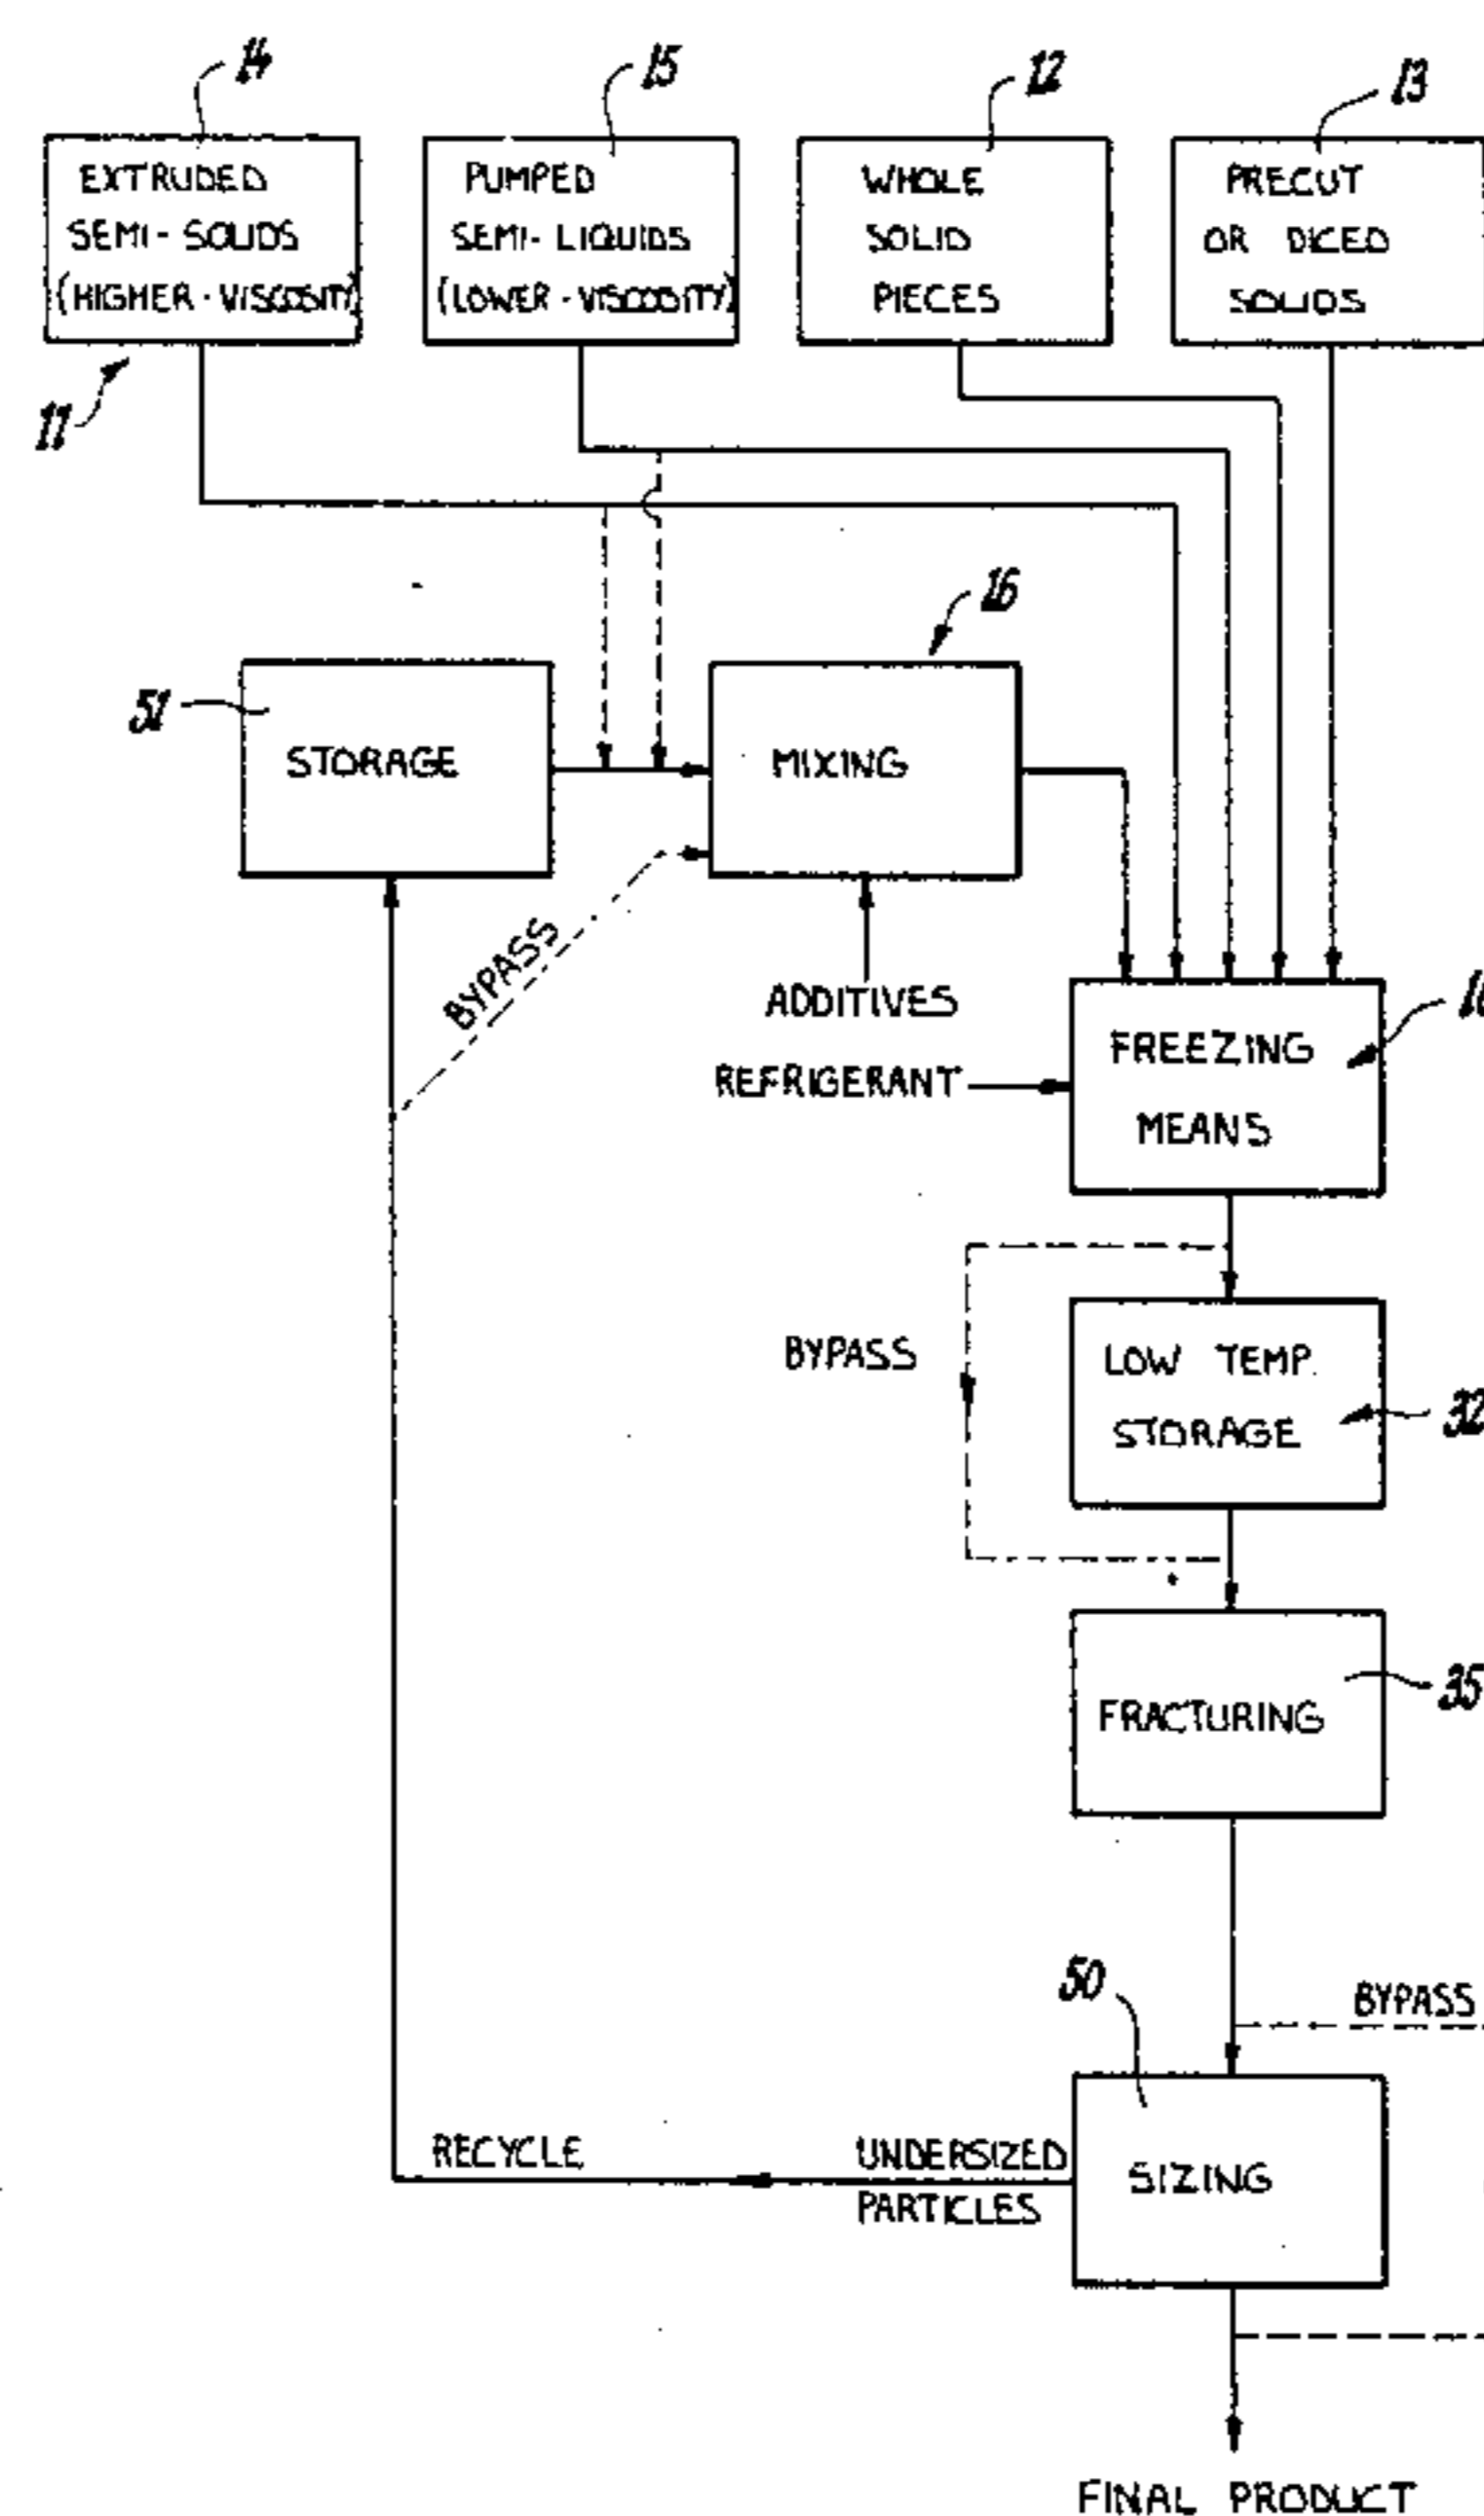 14
15
12
13
EXTRUDED
SEMI-SOLIDS
(HIGHER-VISCOSITY)
PUMPED
SEMI-LIQUIDS
(LOWER-VISCOSITY)
WHOLE
SOLID
PIECES
PRECUT
OR DICED
SOLIDS
11
16
51
STORAGE
MIXING
BYPASS
ADDITIVES
REFRIGERANT
FREEZING
MEANS
BYPASS
LOW TEMP.
STORAGE
32
FRACTURING
35
50
BYPASS
RECYCLE
UNDERSIZED
PARTICLES
SIZING
FINAL PRODUCT